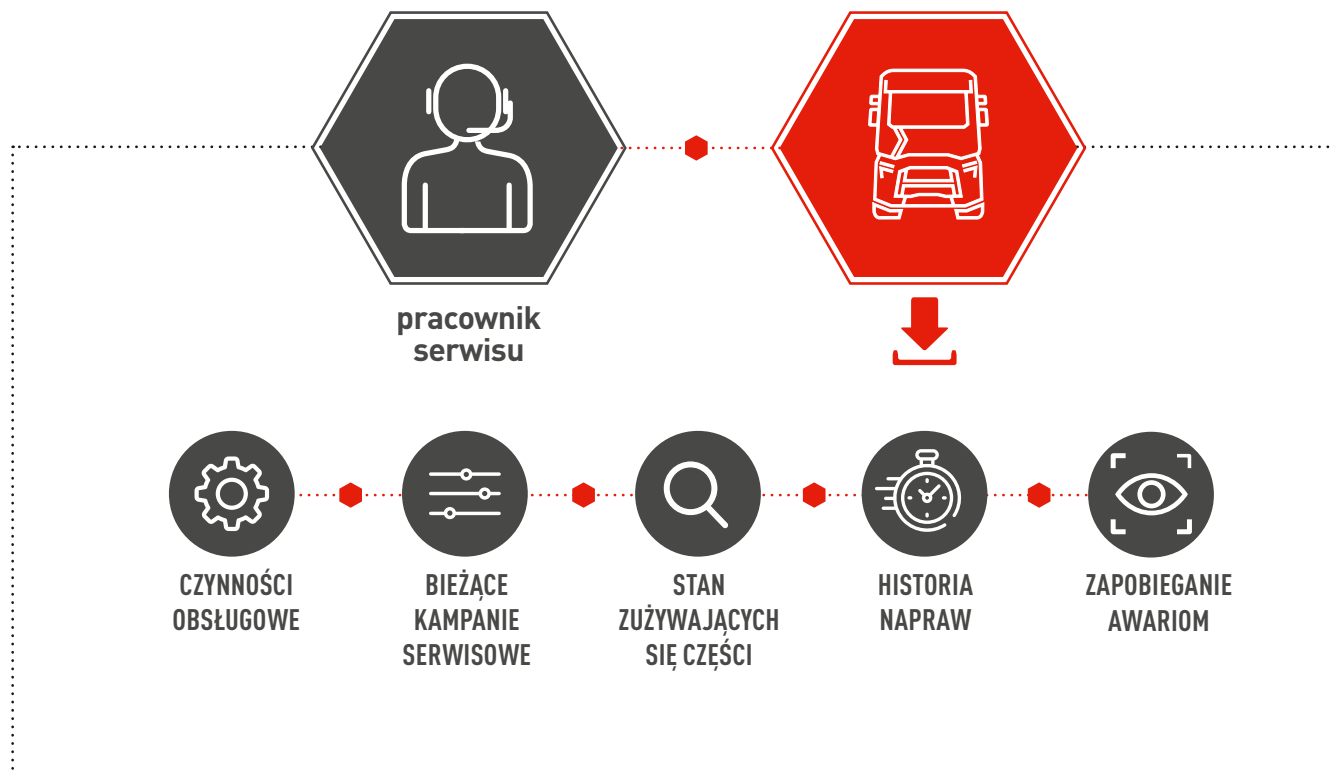 pracownik
serwisu
CZYNNOŚCI
OBSŁUGOWE
BIEŻĄCE
KAMPANIE
SERWISOWE
STAN
ZUŻYWAJĄCYCH
SIĘ CZĘŚCI
HISTORIA
NAPRAW
ZAPOBIEGANIE
AWARIOM